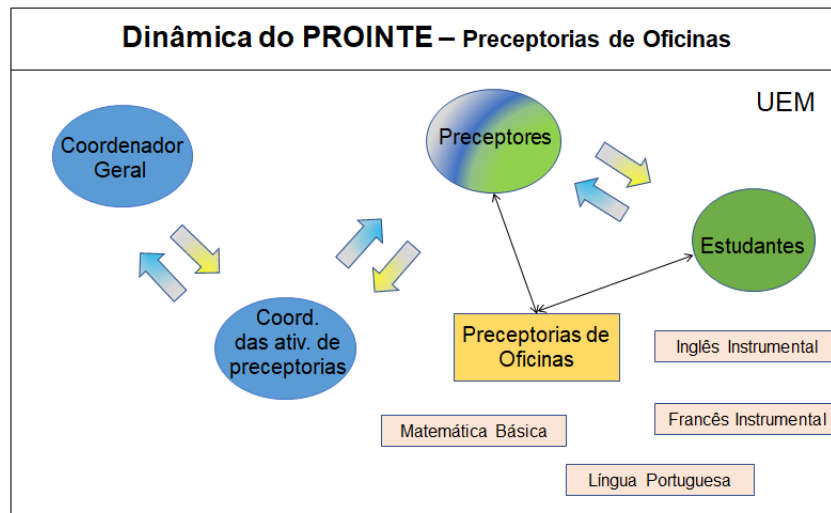 Dinâmica do PROINTE – Preceptorias de Oficinas
UEM
Coordenador
Geral
Preceptores
Estudantes
Coord.
das ativ. de
preceptorias
Preceptorias de
Oficinas
Inglês Instrumental
Matemática Básica
Francês Instrumental
Língua Portuguesa